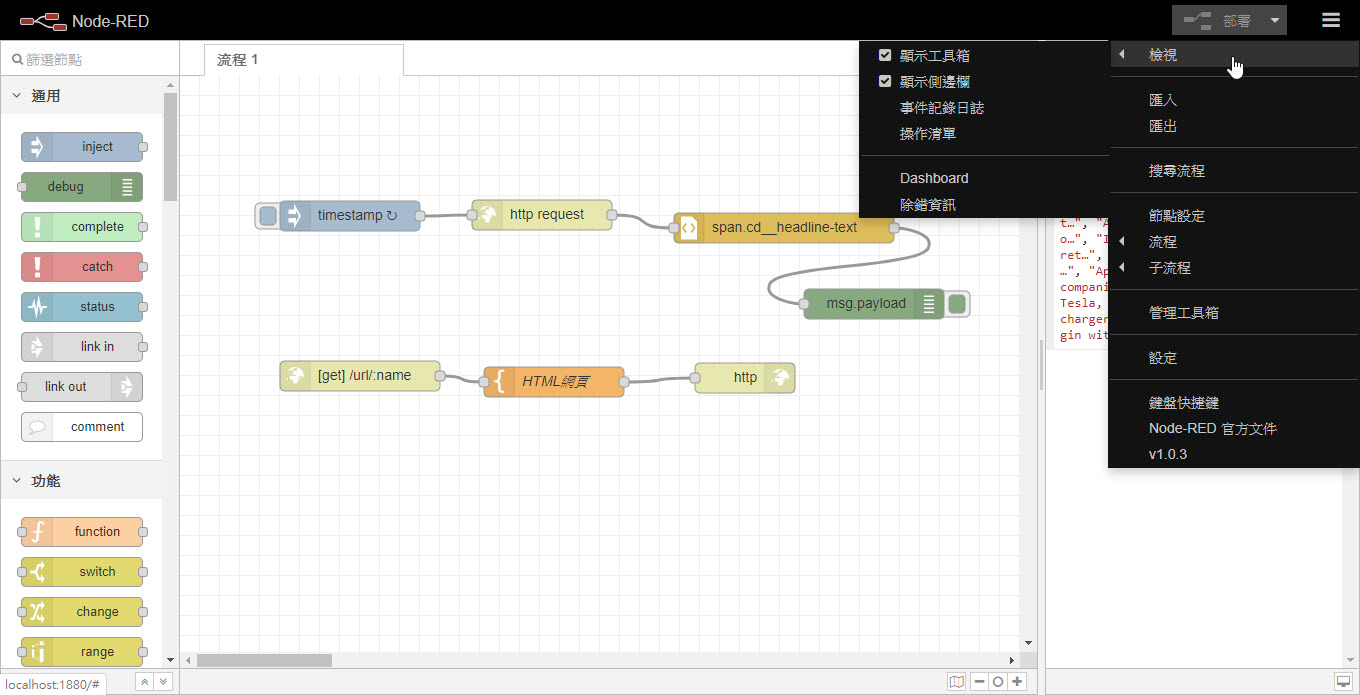 Node-RED
部署
篩選節點
流程 1
通用
inject
debug
complete
catch
status
link in
link out
comment
功能
function
switch
change
range
timestamp ↻
http request
span.cd__headline-text
msg.payload
[get] /url/:name
HTML網頁
http
顯示工具箱
顯示側邊欄
事件記錄日誌
操作清單
Dashboard
除錯資訊
檢視
匯入
匯出
搜尋流程
節點設定
流程
子流程
管理工具箱
設定
鍵盤快捷鍵
Node-RED 官方文件
v1.0.3
t…", "A
o…", "I
ret…",
…", "Ap
compani
Tesla,
charger
gin wit
localhost:1880/#